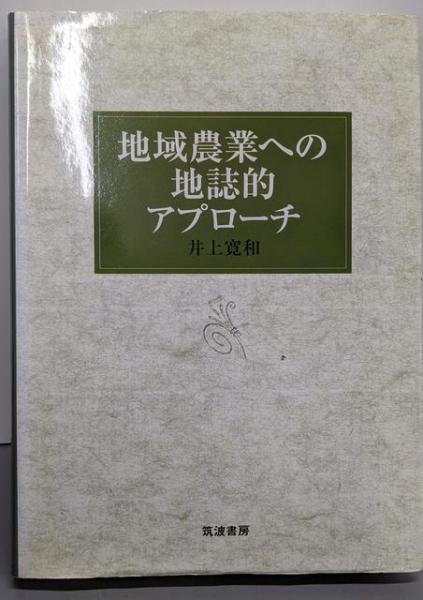 地域農業への
地誌的
アプローチ
井上寛和
筑波書房